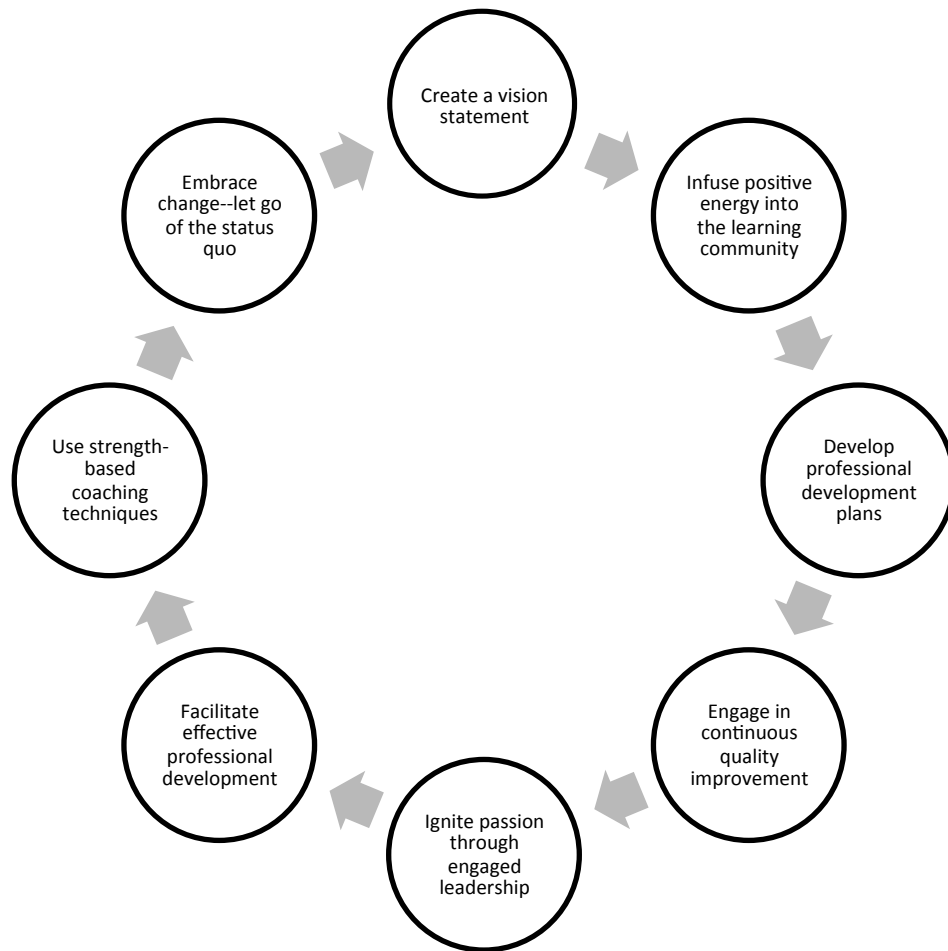 Create a vision
statement
Infuse positive
energy into
the learning
community
Develop
professional
development
plans
Engage in
continuous
quality
improvement
Ignite passion
through
engaged
leadership
Facilitate
effective
professional
development
Use strength-
based
coaching
techniques
Embrace
change--let go
of the status
quo